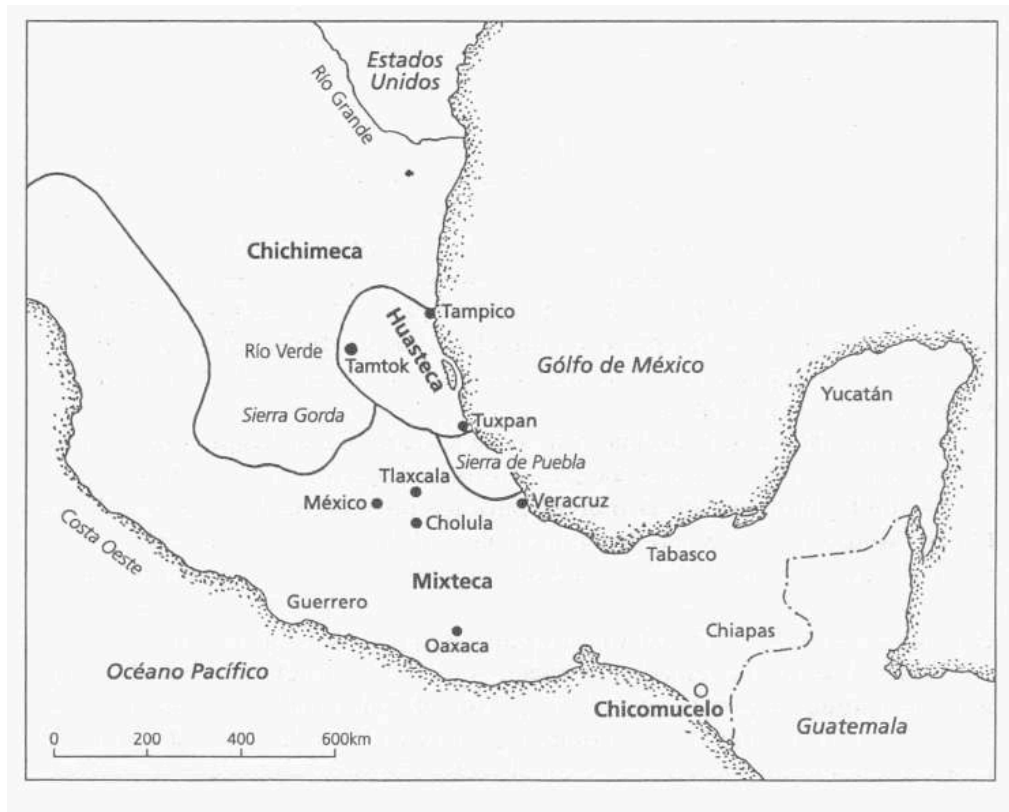 Estados
Unidos
Río Grande
Chichimeca
Tampico
Huasteca
Río Verde
Tamtok
Gólfo de México
Yucatán
Sierra Gorda
Tuxpan
Sierra de Puebla
Tlaxcala
México
Veracruz
Cholula
Costa Oeste
Tabasco
Mixteca
Guerrero
Chiapas
Oaxaca
Océano Pacífico
Chicomucelo
Guatemala
0 200 400 600km